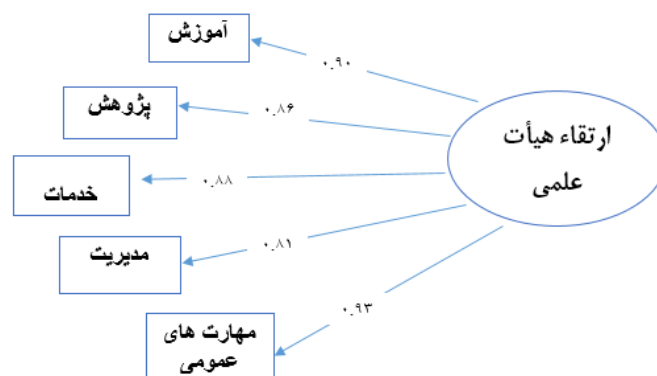 آموزش
۰.۹۰
پژوهش
۰.۸۶
ارتقاء هیأت
علمی
خدمات
۰.۸۸
مدیریت
۰.۸۱
مهارت های
عمومی
۰.۹۳